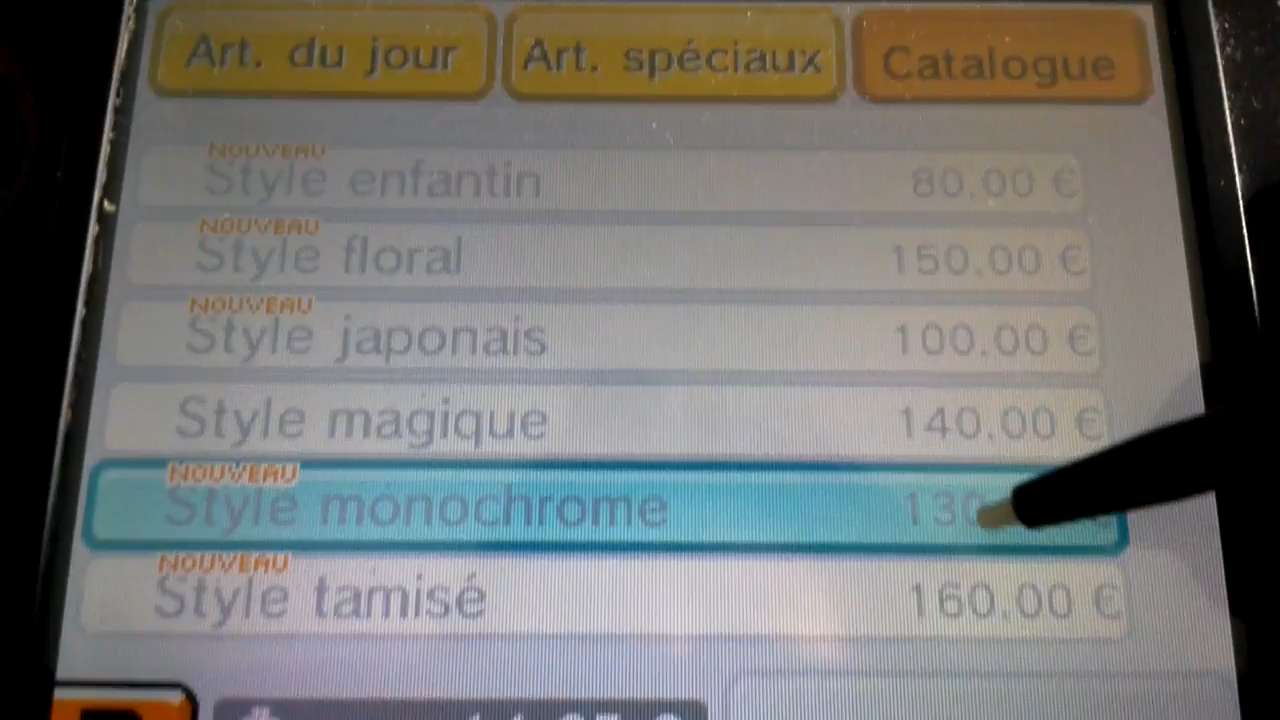 Art. du jour Art. spéciaux Catalogue
NOUVEAU
Style enfantin 80.00 €
NOUVEAU
Style floral 150.00 €
NOUVEAU
Style japonais 100.00 €
Style magique 140.00 €
NOUVEAU
Style monochrome 130
NOUVEAU
Style tamisé 160.00 €